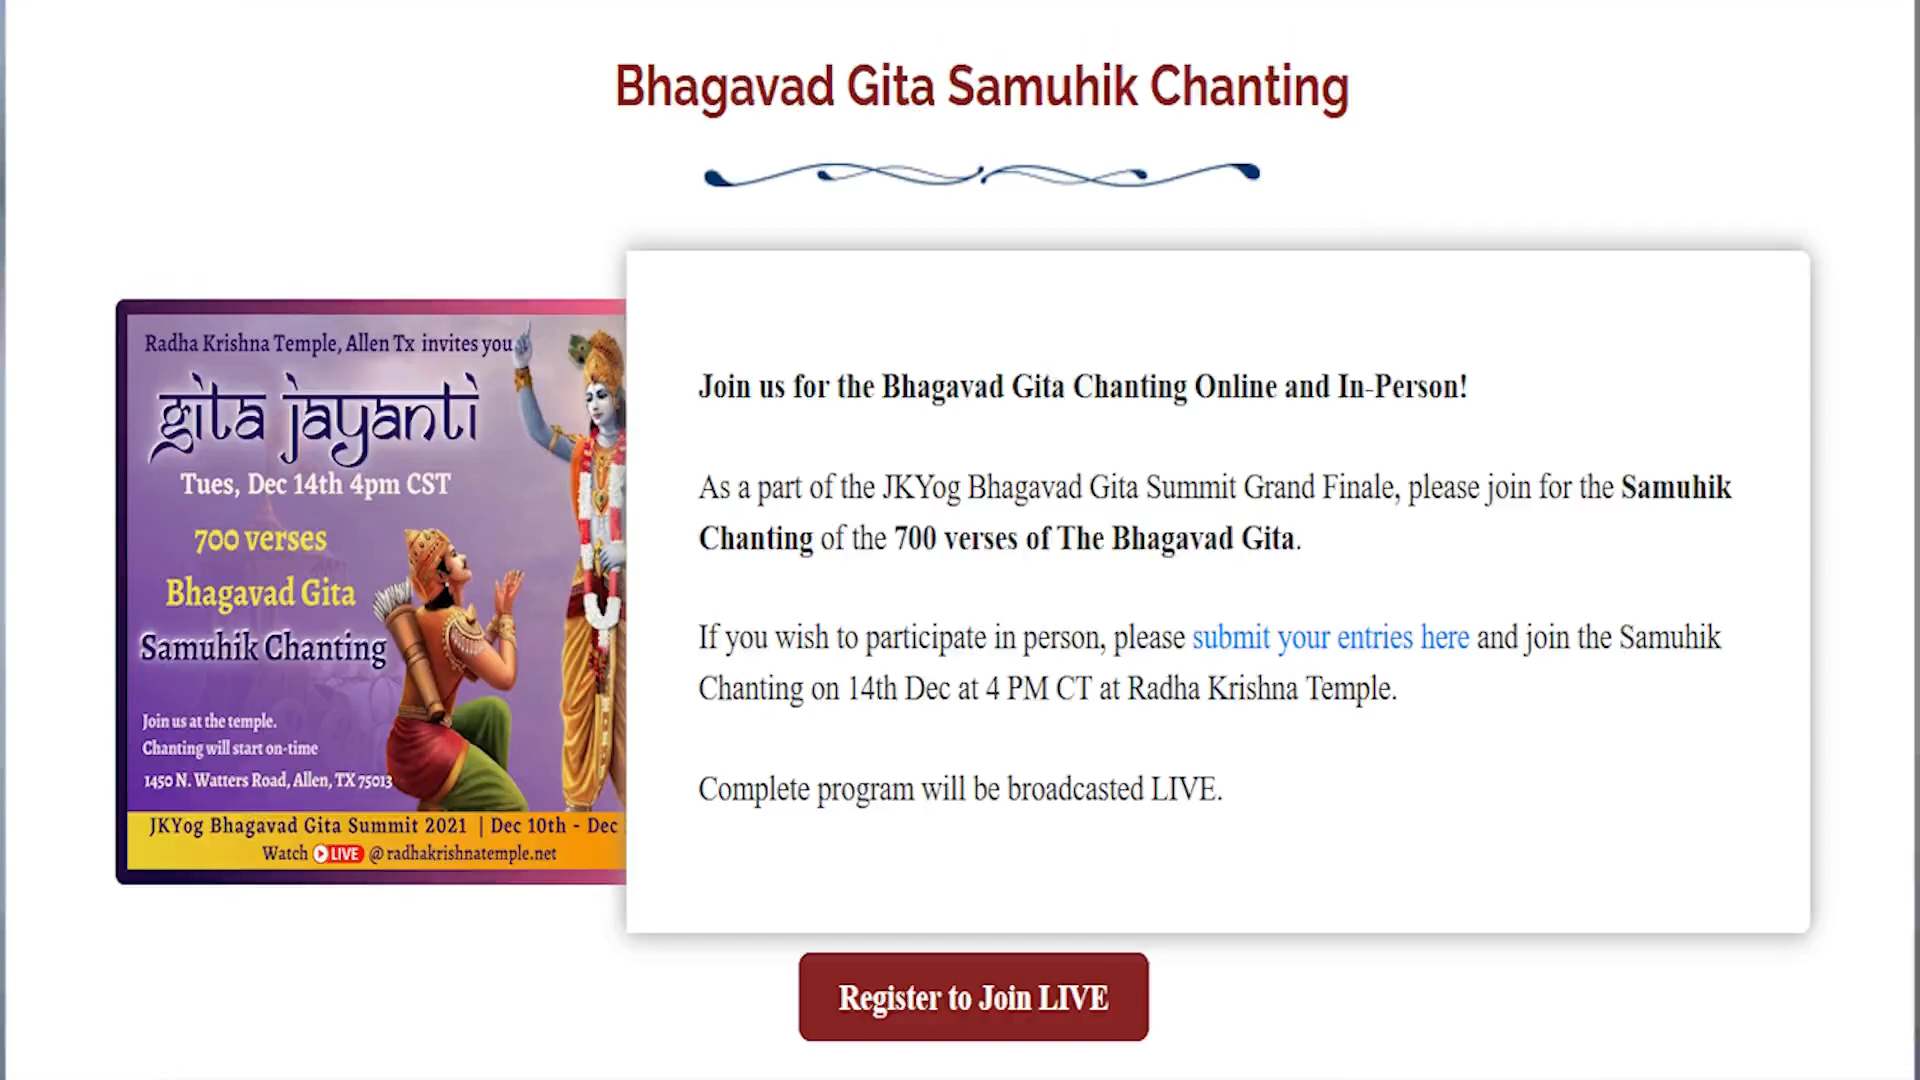 Bhagavad Gita Samuhik Chanting
Radha Krishna Temple, Allen Tx invites you
gita jayanti
Tues, Dec 14th 4pm CST
700 verses
Bhagavad Gita
Samuhik Chanting
Join us at the temple.
Chanting will start on-time
1450 N. Watters Road, Allen, TX 75013
JKYog Bhagavad Gita Summit 2021 | Dec 10th - Dec
Watch LIVE @ radhakrishnatemple.net
Join us for the Bhagavad Gita Chanting Online and In-Person!
As a part of the JKYog Bhagavad Gita Summit Grand Finale, please join for the Samuhik
Chanting of the 700 verses of The Bhagavad Gita.
If you wish to participate in person, please submit your entries here and join the Samuhik
Chanting on 14th Dec at 4 PM CT at Radha Krishna Temple.
Complete program will be broadcasted LIVE.
Register to Join LIVE